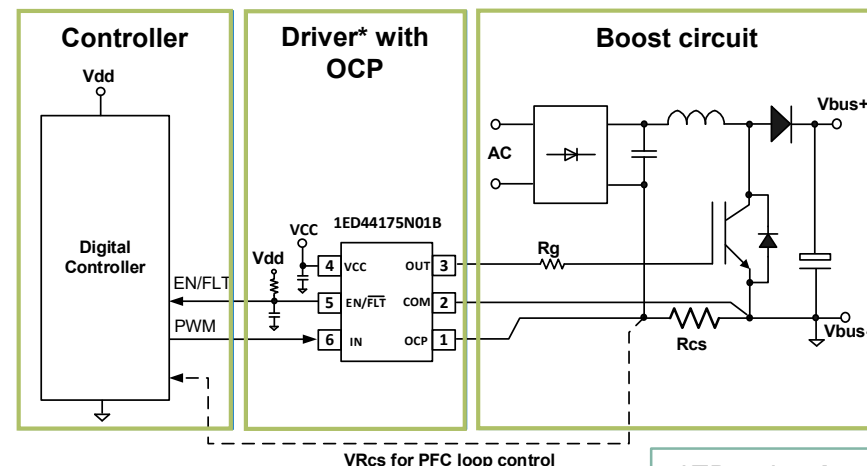 Controller
Driver* with
OCP
Boost circuit
Vdd
Vbus+
AC
1ED44175N01B
VCC
Vdd
Digital
Controller
EN/FLT
PWM
4 VCC OUT 3
5 EN/FLT COM 2
6 IN OCP 1
Rg
Rcs
Vbus-
VRcs for PFC loop control